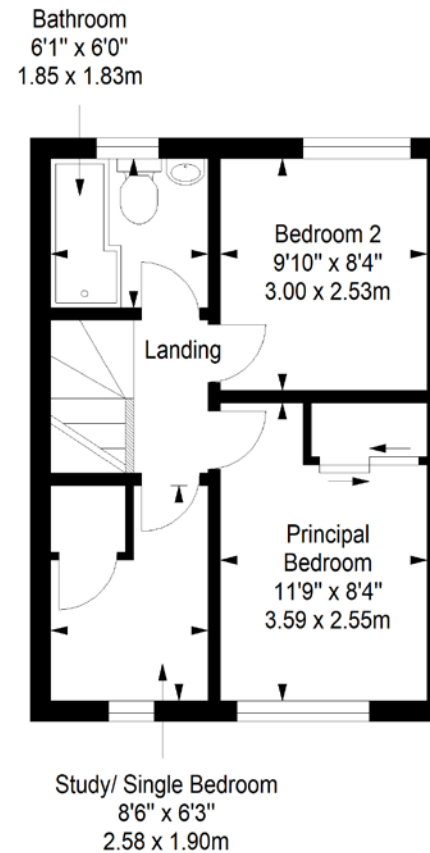 Bathroom
6'1" x 6'0"
1.85 x 1.83m
Bedroom 2
9'10" x 8'4"
3.00 x 2.53m
Landing
Principal
Bedroom
11'9" x 8'4"
3.59 x 2.55m
Study/ Single Bedroom
8'6" x 6'3"
2.58 x 1.90m